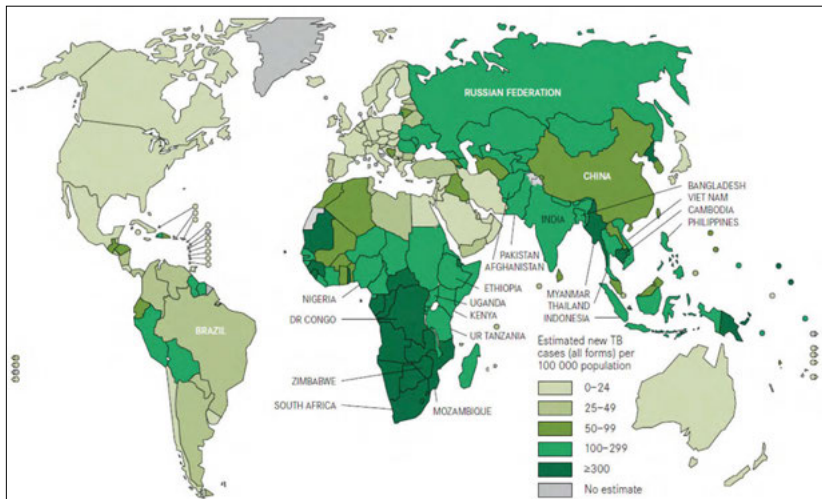 RUSSIAN FEDERATION
CHINA
BANGLADESH
VIET NAM
CAMBODIA
PHILIPPINES
INDIA
PAKISTAN
AFGHANISTAN
ETHIOPIA
NIGERIA
UGANDA
KENYA
MYANMAR
THAILAND
INDONESIA
DR CONGO
UR TANZANIA
BRAZIL
ZIMBABWE
SOUTH AFRICA
MOZAMBIQUE
Estimated new TB
cases (all forms) per
100 000 population
0–24
25–49
50–99
100–299
≥300
No estimate